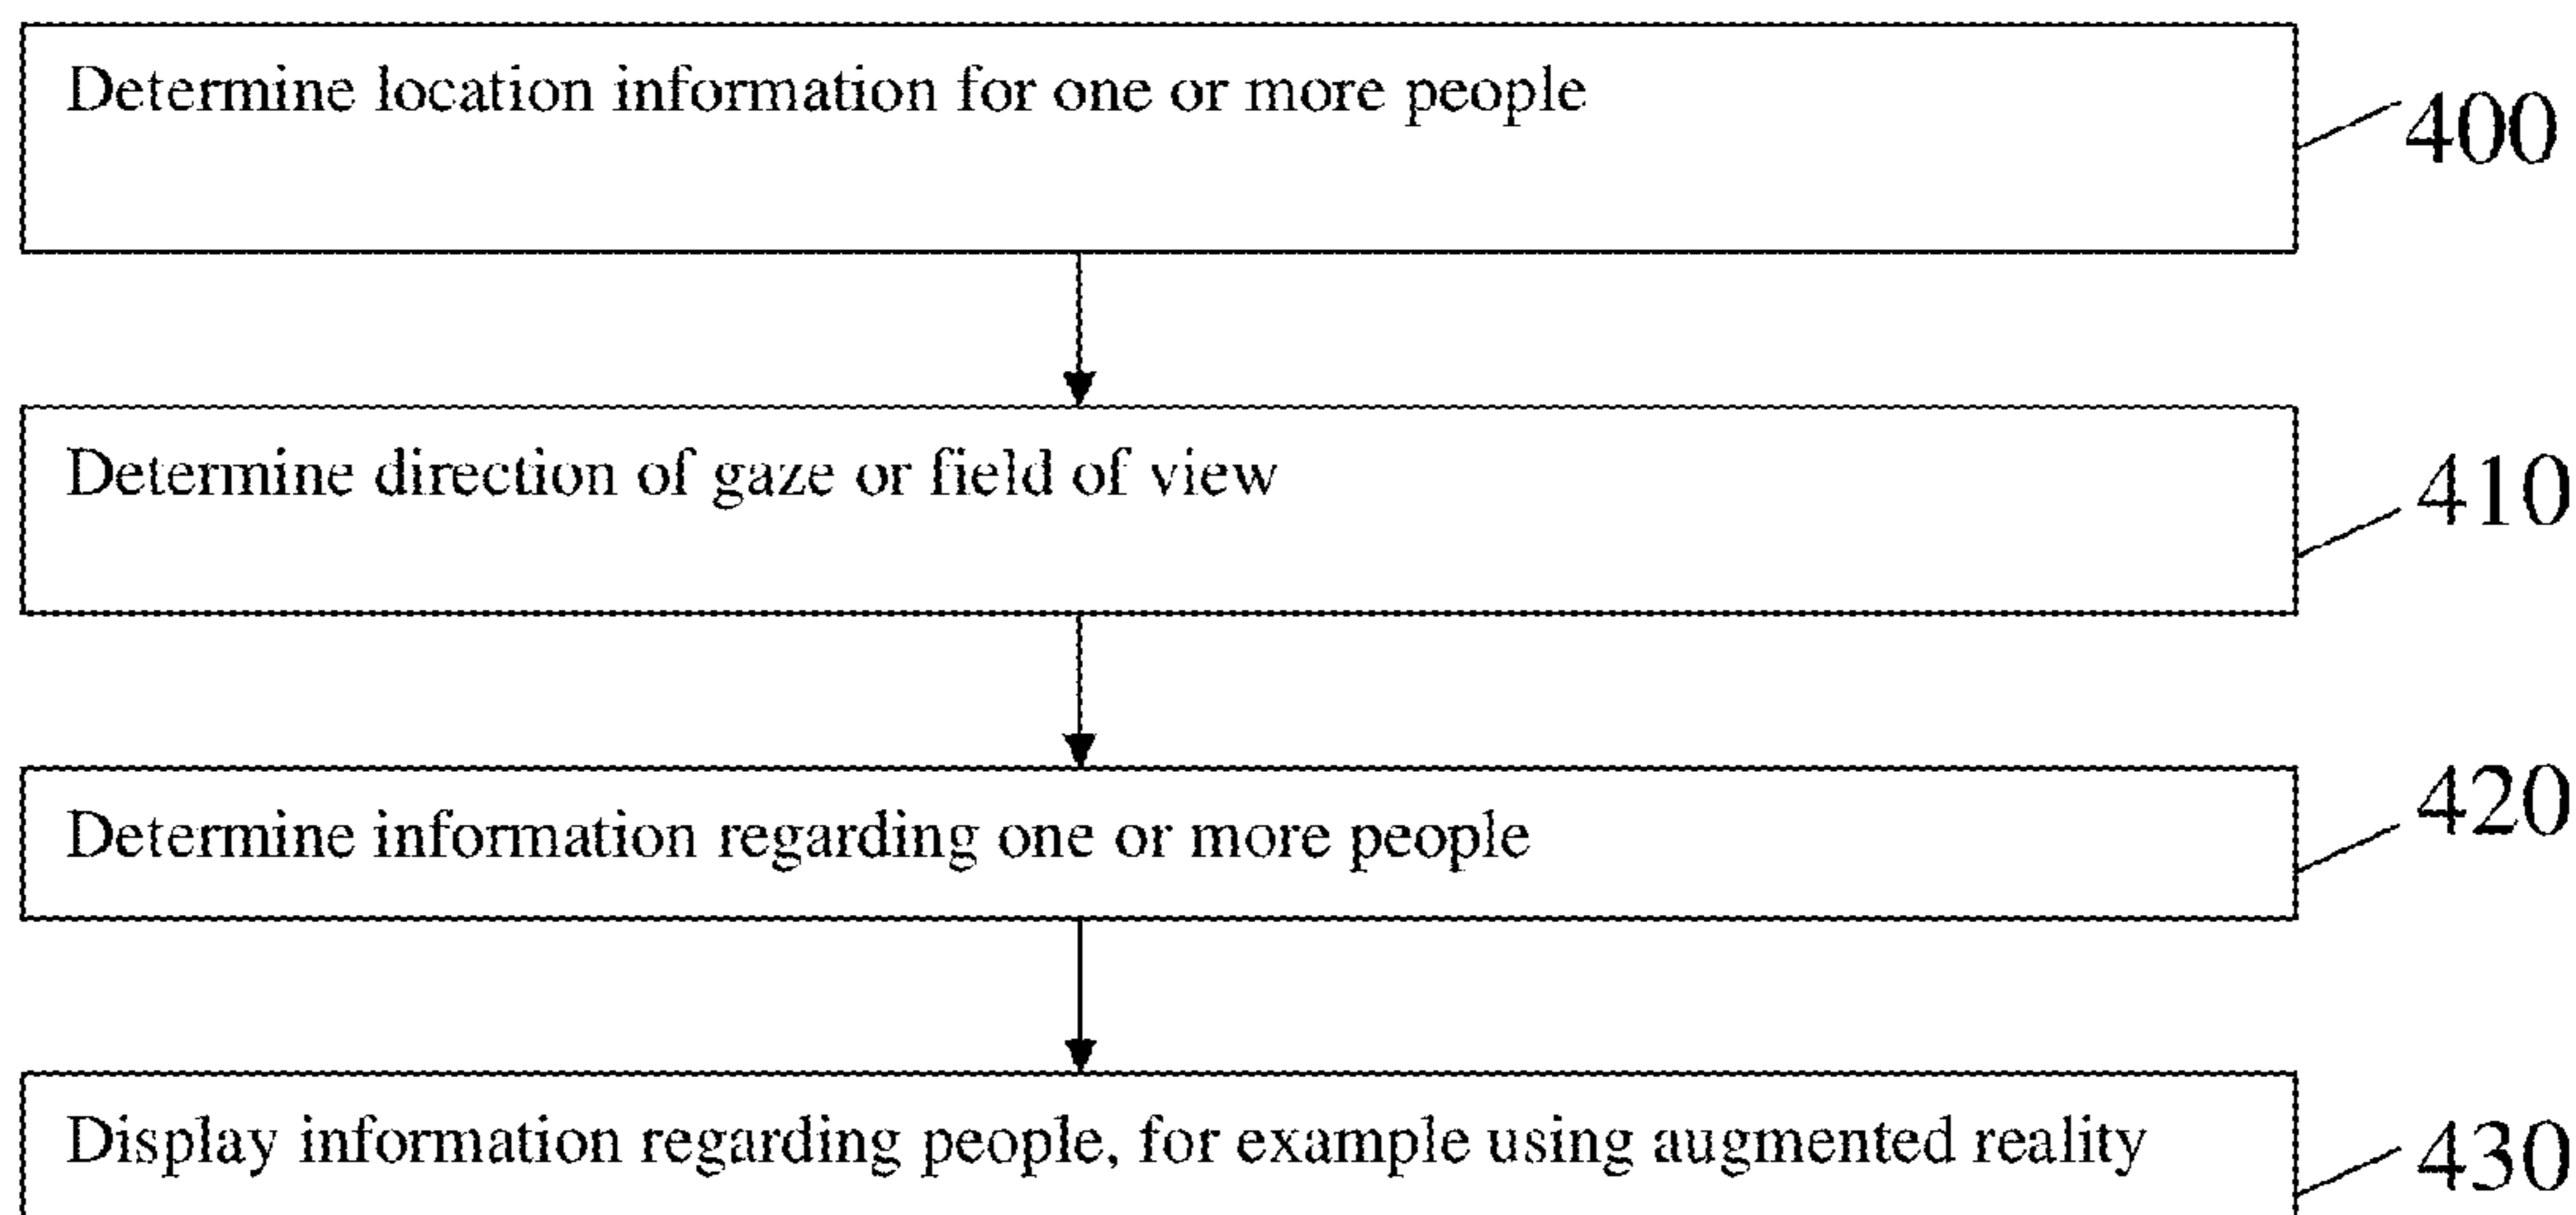 Determine location information for one or more people
400
Determine direction of gaze or field of view
410
Determine information regarding one or more people
420
Display information regarding people, for example using augmented reality
430